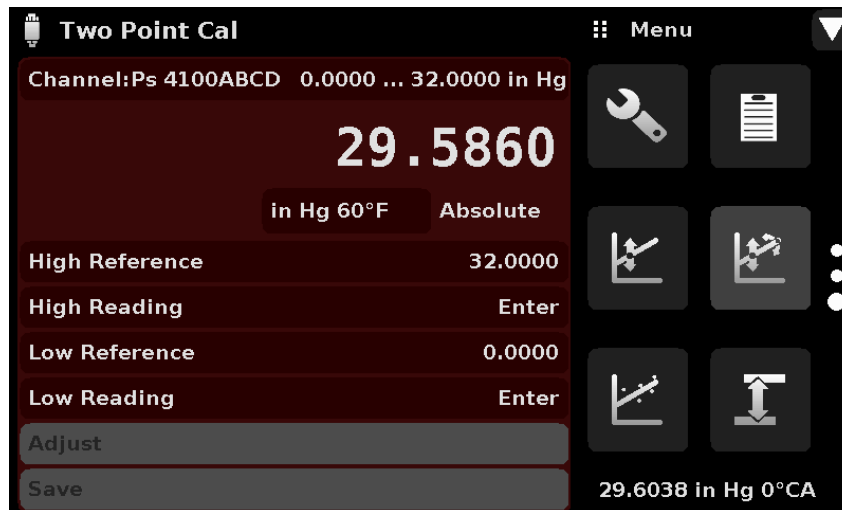 Two Point Cal
Menu
Channel:Ps 4100ABCD 0.0000 ... 32.0000 in Hg
29.5860
in Hg 60°F Absolute
High Reference 32.0000
High Reading Enter
Low Reference 0.0000
Low Reading Enter
Adjust
Save
29.6038 in Hg 0°CA